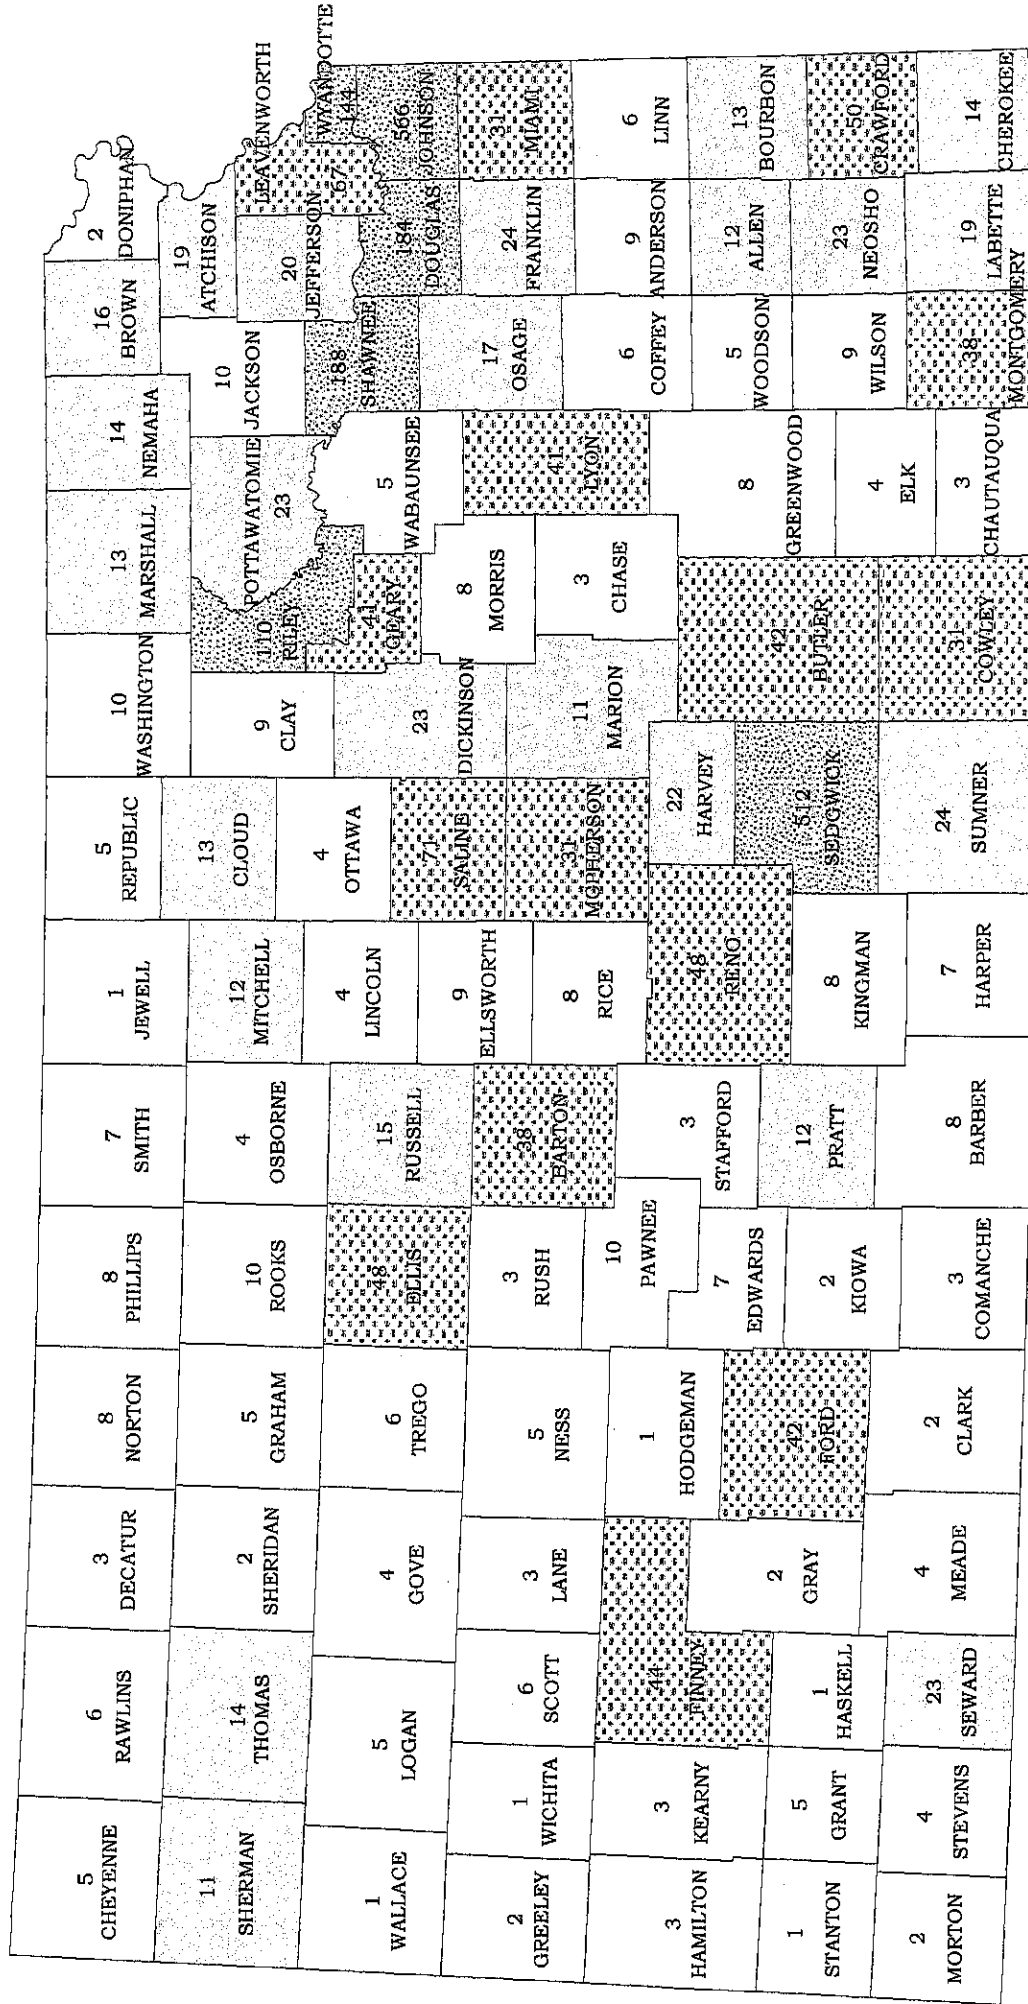 5
CHEYENNE
6
RAWLINS
3
DECATUR
8
NORTON
8
PHILLIPS
7
SMITH
1
JEWELL
5
REPUBLIC
10
WASHINGTON
13
MARSHALL
14
NEMAHA
16
BROWN
2
DONIPHAN
11
SHERMAN
14
THOMAS
2
SHERIDAN
5
GRAHAM
10
ROOKS
4
OSBORNE
12
MITCHELL
13
CLOUD
9
CLAY
110
RILEY
POTTAWATOMIE
23
10
JACKSON
19
ATCHISON
20
JEFFERSON
LEAVENWORTH
67
WYANDOTTE
144
1
WALLACE
5
LOGAN
4
GOVE
6
TREGO
48
ELLIS
15
RUSSELL
4
LINCOLN
4
OTTAWA
71
SALINE
23
DICKINSON
41
GEARY
5
WABAUNSEE
188
SHAWNEE
184
DOUGLAS
566
JOHNSON
2
GREELEY
1
WICHITA
6
SCOTT
3
LANE
5
NESS
3
RUSH
38
BARTON
9
ELLSWORTH
8
RICE
31
MCPHERSON
11
MARION
8
MORRIS
3
CHASE
41
LYON
17
OSAGE
24
FRANKLIN
31
MIAMI
3
HAMILTON
3
KEARNY
44
FINNEY
1
HODGEMAN
10
PAWNEE
3
STAFFORD
48
RENO
22
HARVEY
6
COFFEY
9
ANDERSON
6
LINN
2
GRAY
42
FORD
7
EDWARDS
12
PRATT
8
KINGMAN
512
SEDGWICK
42
BUTLER
8
GREENWOOD
5
WOODSON
12
ALLEN
13
BOURBON
1
STANTON
5
GRANT
1
HASKELL
2
KIOWA
9
WILSON
23
NEOSHO
50
CRAWFORD
2
MORTON
4
STEVENS
23
SEWARD
4
MEADE
2
CLARK
3
COMANCHE
8
BARBER
7
HARPER
24
SUMNER
31
COWLEY
4
ELK
3
CHAUTAUQUA
38
MONTGOMERY
19
LABETTE
14
CHEROKEE